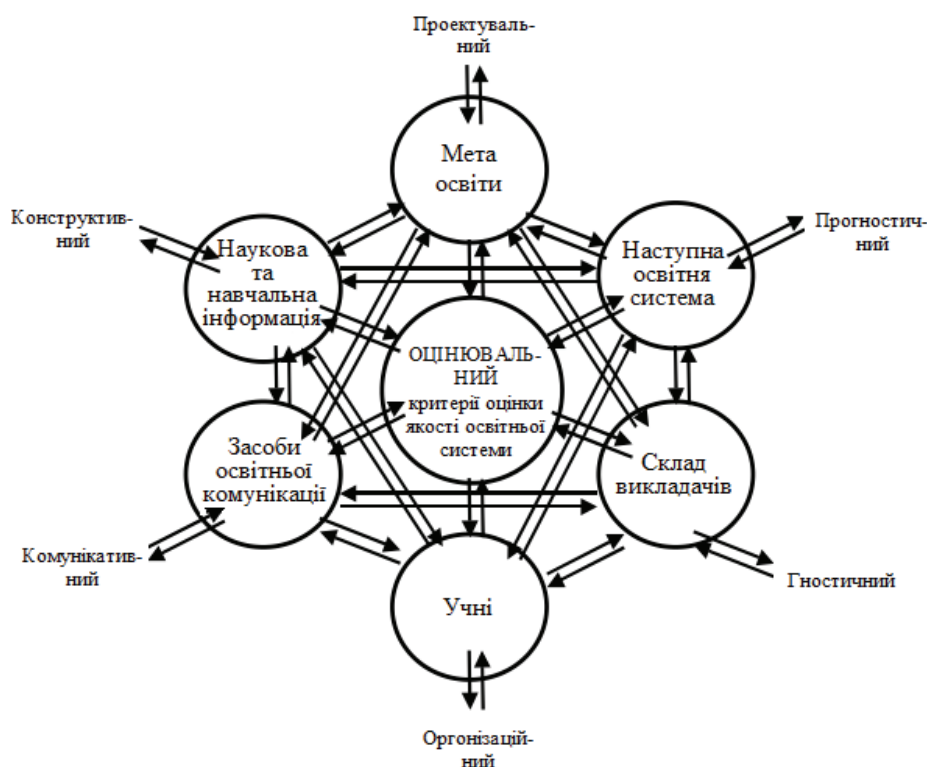 Проектуваль-
ний
Мета
освіти
Конструктив-
ний
Прогностич-
ний
Наукова
та
навчальна
інформація
Наступна
освітня
система
ОЦІНЮВАЛЬ-
НИЙ
критерії оцінки
якості освітньої
системи
Засоби
освітньої
комунікації
Склад
викладачів
Комунікатив-
ний
Гностичний
Учні
Оргонізацій-
ний